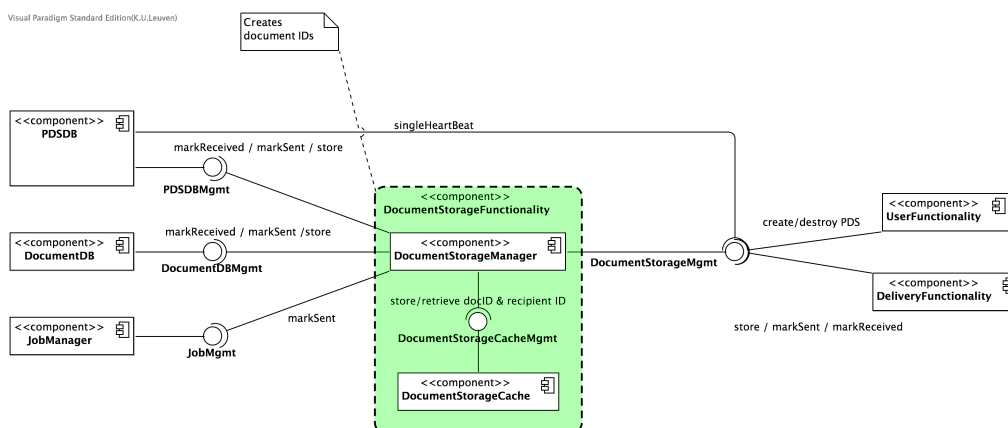 Visual Paradigm Standard Edition(K.U.Leuven)
Creates
document IDs
<<component>>
PDSDB
singleHeartBeat
markReceived / markSent / store
PDSDBMgmt
<<component>>
DocumentStorageFunctionality
<<component>>
UserFunctionality
create/destroy PDS
markReceived / markSent /store
<<component>>
DocumentDB
DocumentDBMgmt
<<component>>
DocumentStorageManager
DocumentStorageMgmt
<<component>>
DeliveryFunctionality
store/retrieve docID & recipient ID
markSent
store / markSent / markReceived
<<component>>
JobManager
JobMgmt
DocumentStorageCacheMgmt
<<component>>
DocumentStorageCache